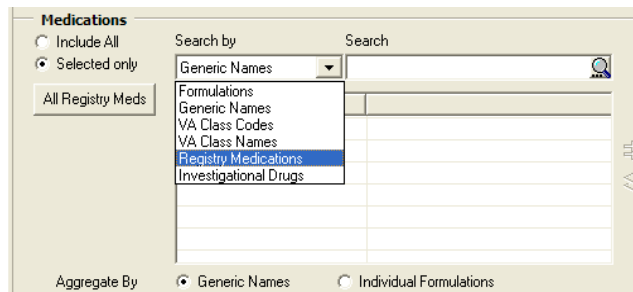 Medications
Include All
Search by
Search
Selected only
Generic Names
All Registry Meds
Formulations
Generic Names
VA Class Codes
VA Class Names
Registry Medications
Investigational Drugs
Aggregate By
Generic Names
Individual Formulations